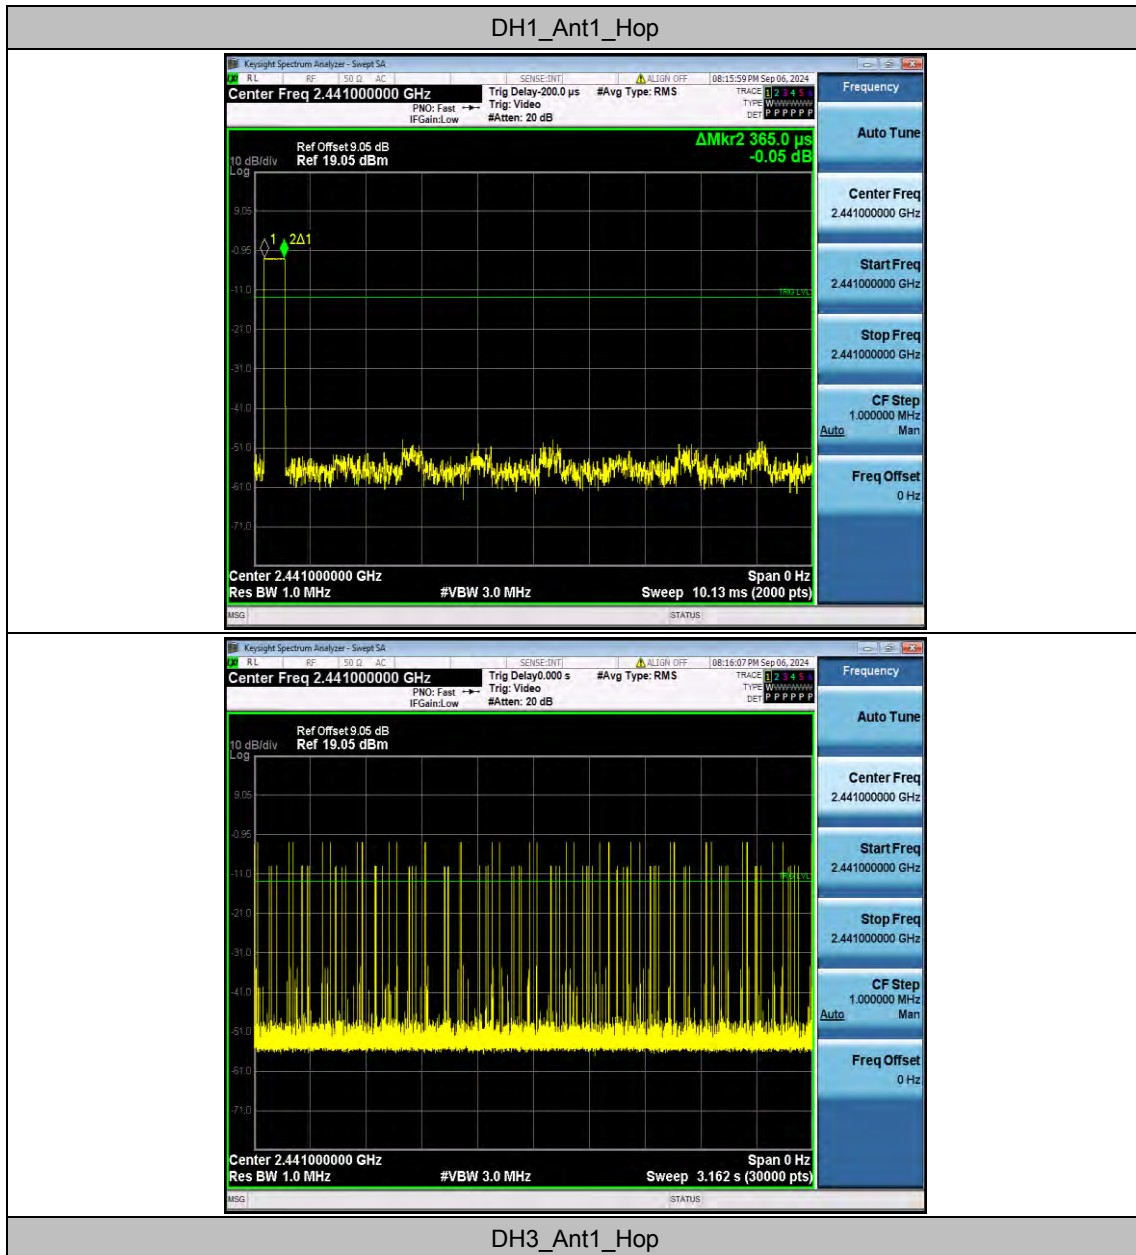 DH1_Ant1_Hop
Keysight Spectrum Analyzer - Swept SA
RL RF 50 Ω AC SENSE:INT ALIGN OFF 08:15:59 PM Sep 06, 2024
Center Freq 2.441000000 GHz
PNO: Fast
IFGain:Low
Trig Delay-200.0 µs
Trig: Video
#Atten: 20 dB
#Avg Type: RMS
TRACE 1 2 3 4 5 6
TYPE W
DET P P P P P P
Frequency
Auto Tune
Center Freq
2.441000000 GHz
Start Freq
2.441000000 GHz
Stop Freq
2.441000000 GHz
CF Step
1.000000 MHz
Auto Man
Freq Offset
0 Hz
ΔMkr2 365.0 µs
-0.05 dB
Ref Offset 9.05 dB
10 dB/div Ref 19.05 dBm
Log
9.05
1 2Δ1
-0.95
-11.0
TRIG LVL
-21.0
-31.0
-41.0
-51.0
-61.0
-71.0
Center 2.441000000 GHz Span 0 Hz
Res BW 1.0 MHz #VBW 3.0 MHz Sweep 10.13 ms (2000 pts)
MSG STATUS
Keysight Spectrum Analyzer - Swept SA
RL RF 50 Ω AC SENSE:INT ALIGN OFF 08:16:07 PM Sep 06, 2024
Center Freq 2.441000000 GHz
PNO: Fast
IFGain:Low
Trig Delay0.000 s
Trig: Video
#Atten: 20 dB
#Avg Type: RMS
TRACE 1 2 3 4 5 6
TYPE W
DET P P P P P P
Frequency
Auto Tune
Center Freq
2.441000000 GHz
Start Freq
2.441000000 GHz
Stop Freq
2.441000000 GHz
CF Step
1.000000 MHz
Auto Man
Freq Offset
0 Hz
Ref Offset 9.05 dB
10 dB/div Ref 19.05 dBm
Log
9.05
-0.95
-11.0
TRIG LVL
-21.0
-31.0
-41.0
-51.0
-61.0
-71.0
Center 2.441000000 GHz Span 0 Hz
Res BW 1.0 MHz #VBW 3.0 MHz Sweep 3.162 s (30000 pts)
MSG STATUS
DH3_Ant1_Hop